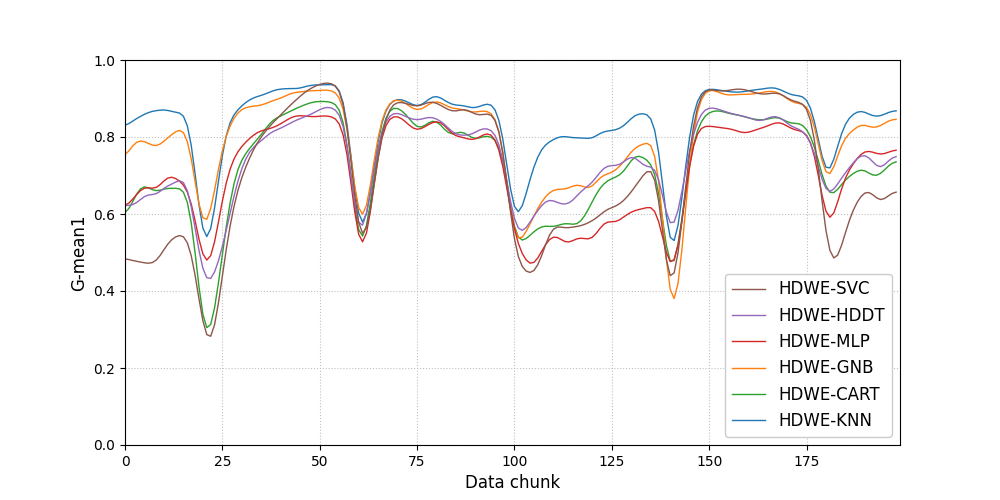 1.0
0.8
0.6
0.4
0.2
0.0
G-mean1
0 25 50 75 100 125 150 175
Data chunk
HDWE-SVC
HDWE-HDDT
HDWE-MLP
HDWE-GNB
HDWE-CART
HDWE-KNN